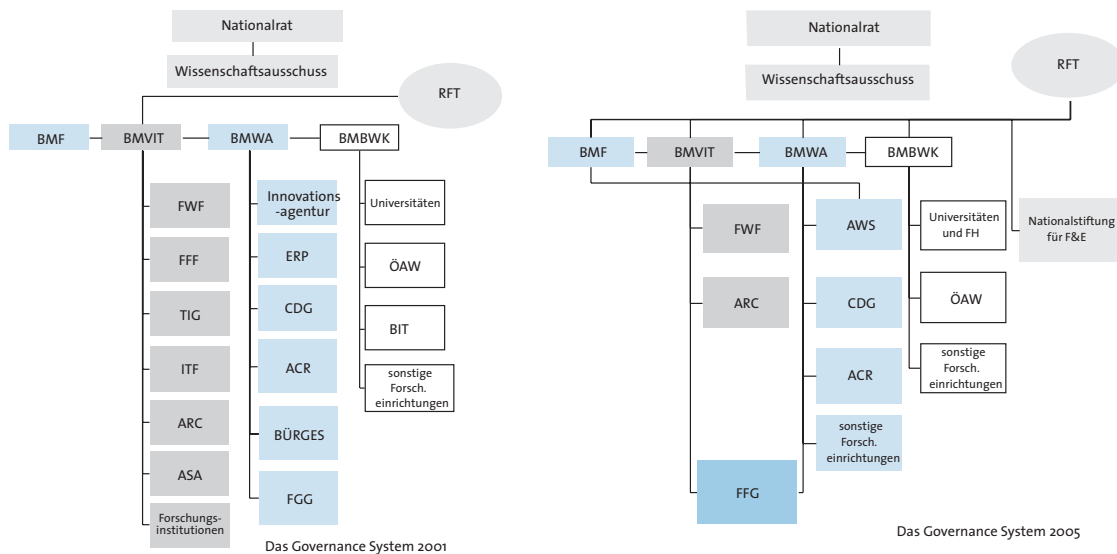 Nationalrat
Wissenschaftsausschuss
RFT
BMF
BMVIT
BMWA
BMBWK
FWF
FFF
TIG
ITF
ARC
ASA
Forschungs-
institutionen
Innovations
-agentur
ERP
CDG
ACR
BÜRGES
FGG
Universitäten
ÖAW
BIT
sonstige
Forsch.
einrichtungen
Das Governance System 2001
Nationalrat
Wissenschaftsausschuss
RFT
BMF
BMVIT
BMWA
BMBWK
FWF
ARC
FFG
AWS
CDG
ACR
sonstige
Forsch.
einrichtungen
Universitäten
und FH
ÖAW
sonstige
Forsch.
einrichtungen
Nationalstiftung
für F&E
Das Governance System 2005